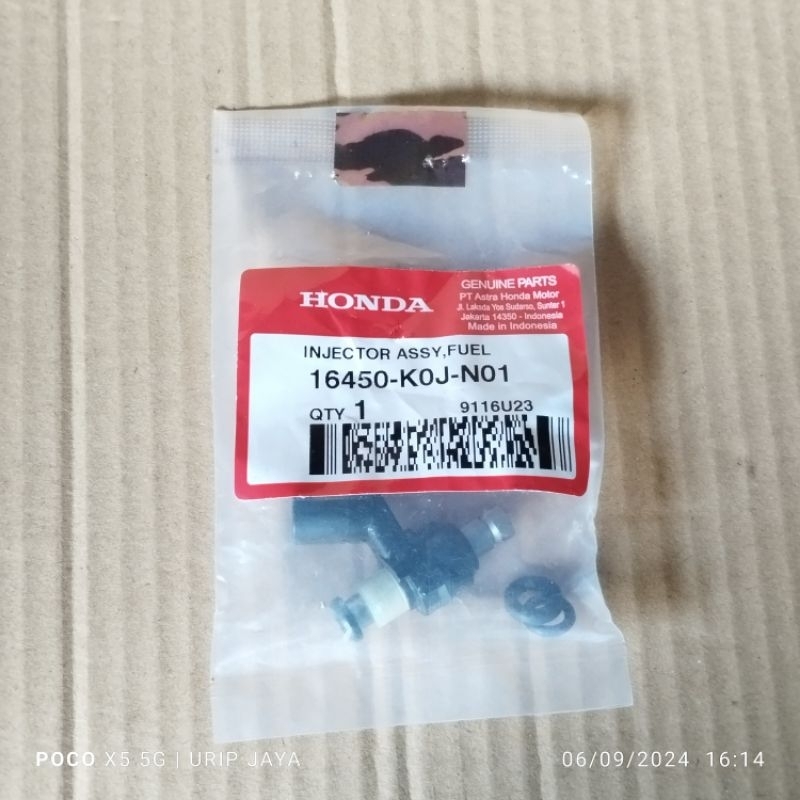 HONDA
GENUINE PARTS
PT Astra Honda Motor
Jl. Laksda Yos Sudarso, Sunter 1
Jakarta 14350 - Indonesia
Made in Indonesia
INJECTOR ASSY,FUEL
16450-K0J-N01
QTY 1 9116U23
POCO X5 5G | URIP JAYA
06/09/2024 16:14